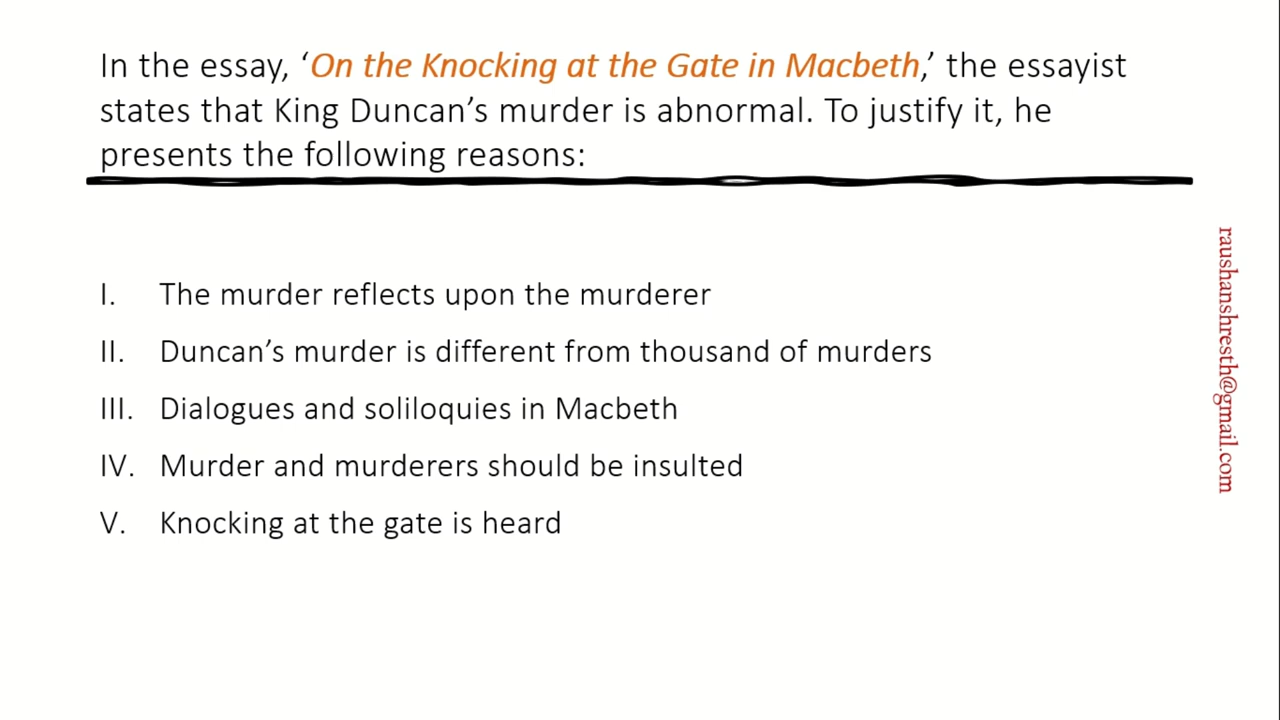 In the essay, ‘On the Knocking at the Gate in Macbeth,’ the essayist
states that King Duncan’s murder is abnormal. To justify it, he
presents the following reasons:
I. The murder reflects upon the murderer
II. Duncan’s murder is different from thousand of murders
III. Dialogues and soliloquies in Macbeth
IV. Murder and murderers should be insulted
V. Knocking at the gate is heard
raushanshresth@gmail.com